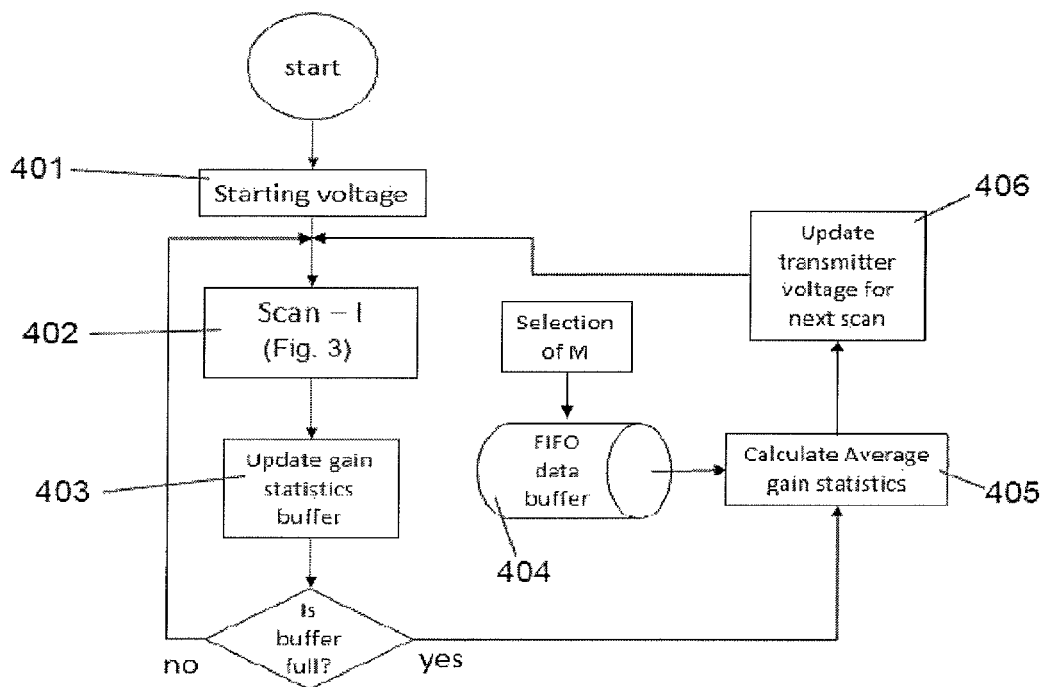 start
401
Starting voltage
402
Scan – I
(Fig. 3)
403
Update gain
statistics
buffer
Is
buffer
full?
no
yes
Selection
of M
FIFO
data
buffer
404
Calculate Average
gain statistics
405
406
Update
transmitter
voltage for
next scan